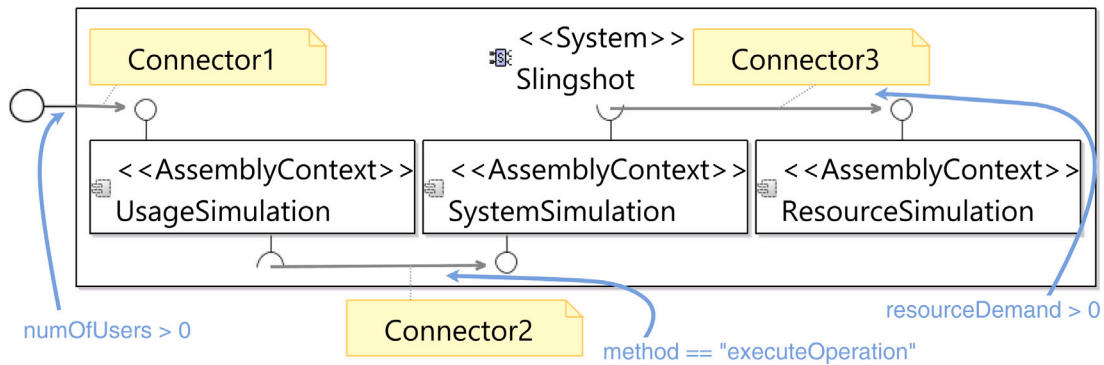 <<System>>
Slingshot
Connector1
Connector3
<<AssemblyContext>>
UsageSimulation
<<AssemblyContext>>
SystemSimulation
<<AssemblyContext>>
ResourceSimulation
Connector2
numOfUsers > 0
method == "executeOperation"
resourceDemand > 0